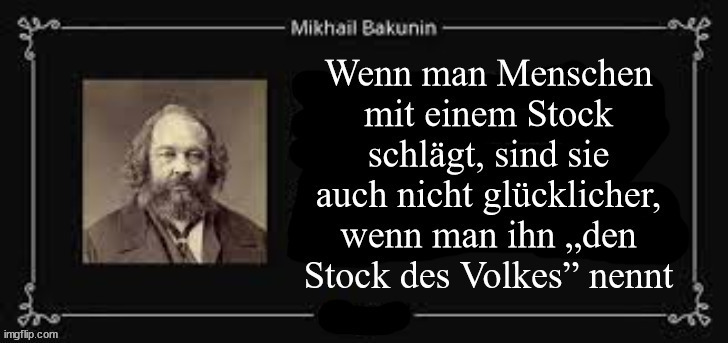 Mikhail Bakunin
Wenn man Menschen
mit einem Stock
schlägt, sind sie
auch nicht glücklicher,
wenn man ihn „den
Stock des Volkes” nennt
imgflip.com